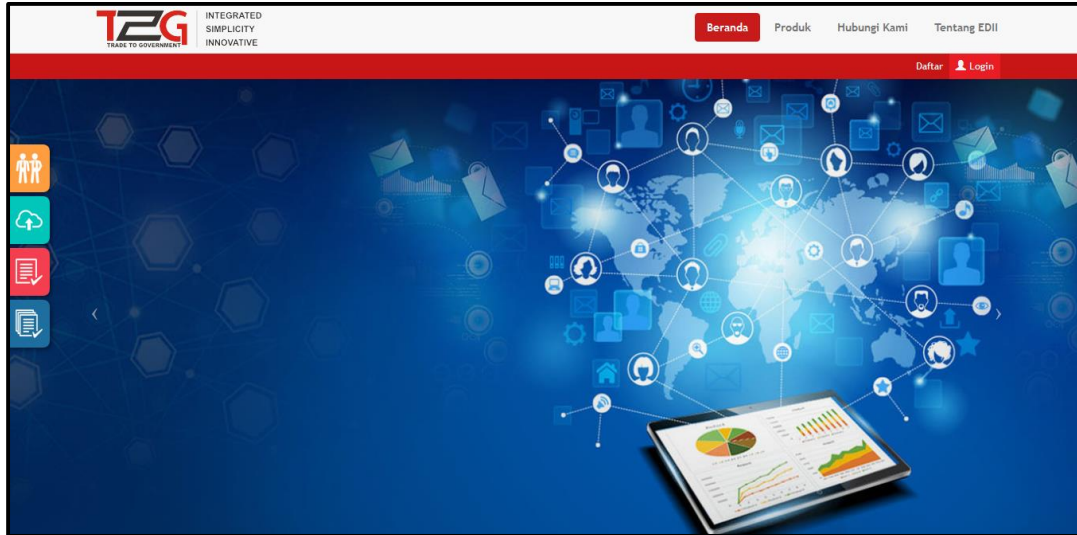 T2G
TRADE TO GOVERNMENT
INTEGRATED
SIMPLICITY
INNOVATIVE
Beranda Produk Hubungi Kami Tentang EDII
Daftar Login